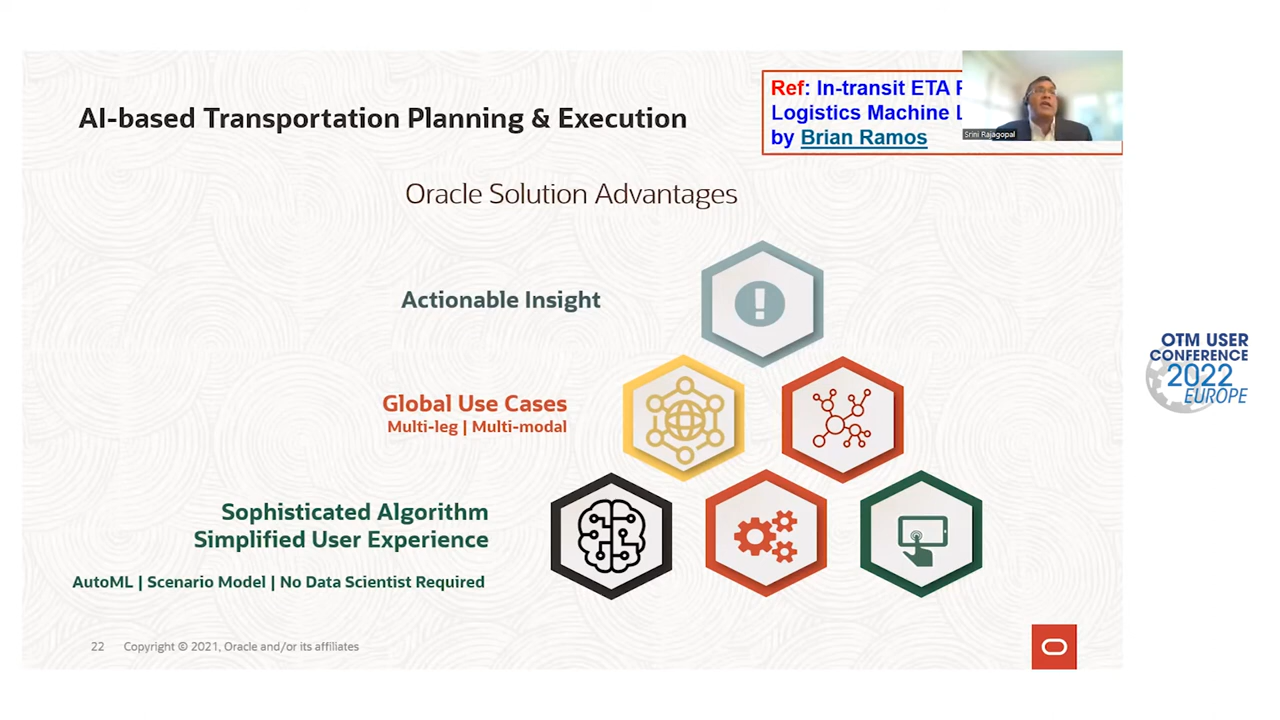 Ref: In-transit ETA
Logistics Machine
by Brian Ramos
Srini Rajagopal
AI-based Transportation Planning & Execution
Oracle Solution Advantages
Actionable Insight
Global Use Cases
Multi-leg | Multi-modal
Sophisticated Algorithm
Simplified User Experience
AutoML | Scenario Model | No Data Scientist Required
22 Copyright © 2021, Oracle and/or its affiliates
OTM USER
CONFERENCE
2022
EUROPE